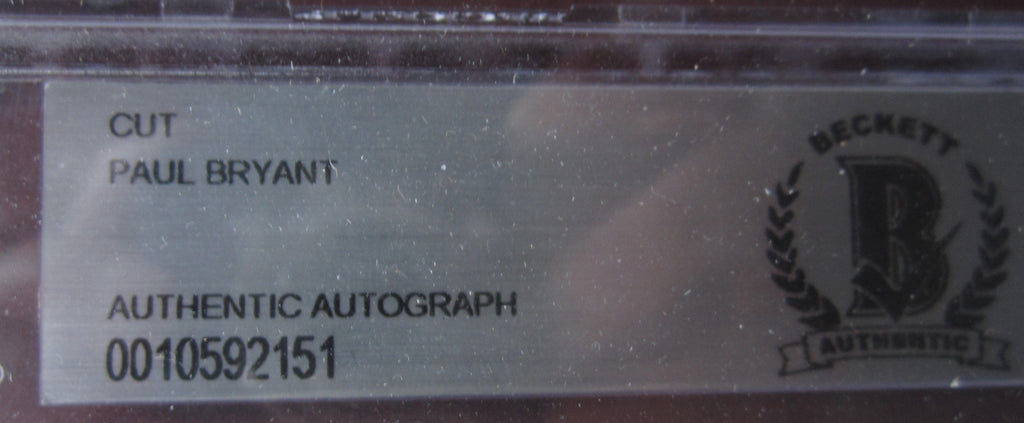 CUT
PAUL BRYANT
AUTHENTIC AUTOGRAPH
0010592151
BECKETT
B
AUTHENTIC